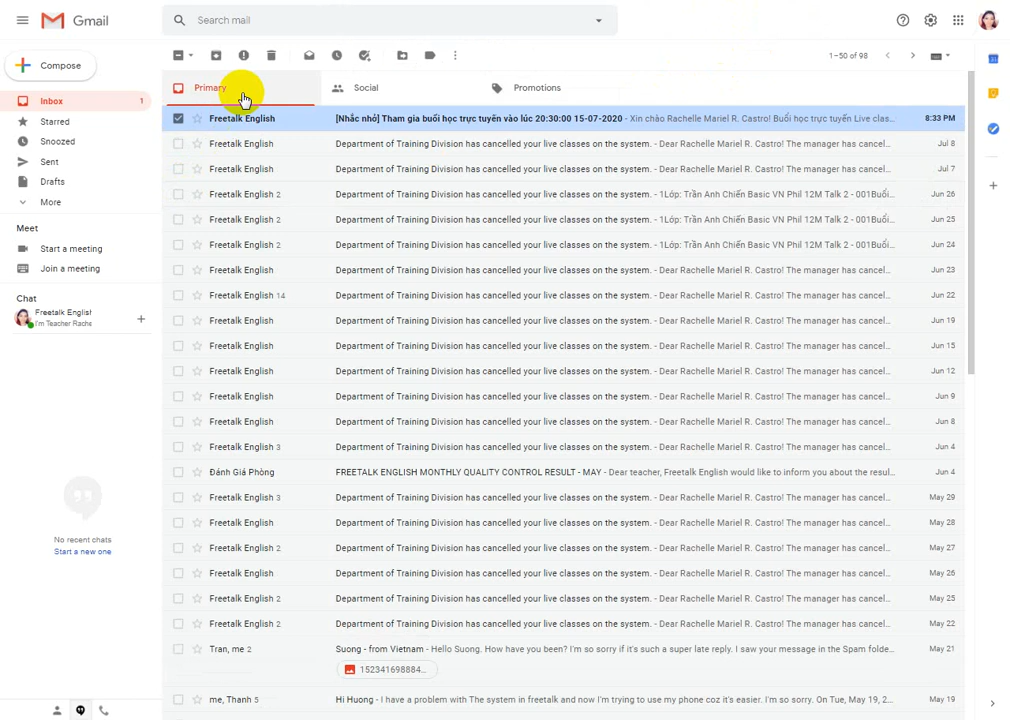 Gmail
Search mail
Compose
1–50 of 98
Inbox 1
Starred
Snoozed
Sent
Drafts
More
Meet
Start a meeting
Join a meeting
Chat
Freetalk English
I'm Teacher Rache
No recent chats
Start a new one
Primary
Social
Promotions
Freetalk English [Nhắc nhở] Tham gia buổi học trực tuyến vào lúc 20:30:00 15-07-2020 - Xin chào Rachelle Mariel R. Castro! Buổi học trực tuyến Live clas... 8:33 PM
Freetalk English Department of Training Division has cancelled your live classes on the system. - Dear Rachelle Mariel R. Castro! The manager has cancel... Jul 8
Freetalk English Department of Training Division has cancelled your live classes on the system. - Dear Rachelle Mariel R. Castro! The manager has cancel... Jul 7
Freetalk English 2 Department of Training Division has cancelled your live classes on the system. - 1Lớp: Trần Anh Chiến Basic VN Phil 12M Talk 2 - 001Buổi... Jun 26
Freetalk English 2 Department of Training Division has cancelled your live classes on the system. - 1Lớp: Trần Anh Chiến Basic VN Phil 12M Talk 2 - 001Buổi... Jun 25
Freetalk English 2 Department of Training Division has cancelled your live classes on the system. - 1Lớp: Trần Anh Chiến Basic VN Phil 12M Talk 2 - 001Buổi... Jun 24
Freetalk English Department of Training Division has cancelled your live classes on the system. - Dear Rachelle Mariel R. Castro! The manager has cancel... Jun 23
Freetalk English 14 Department of Training Division has cancelled your live classes on the system. - Dear Rachelle Mariel R. Castro! The manager has cancel... Jun 22
Freetalk English Department of Training Division has cancelled your live classes on the system. - Dear Rachelle Mariel R. Castro! The manager has cancel... Jun 19
Freetalk English Department of Training Division has cancelled your live classes on the system. - Dear Rachelle Mariel R. Castro! The manager has cancel... Jun 15
Freetalk English Department of Training Division has cancelled your live classes on the system. - Dear Rachelle Mariel R. Castro! The manager has cancel... Jun 12
Freetalk English Department of Training Division has cancelled your live classes on the system. - Dear Rachelle Mariel R. Castro! The manager has cancel... Jun 9
Freetalk English Department of Training Division has cancelled your live classes on the system. - Dear Rachelle Mariel R. Castro! The manager has cancel... Jun 8
Freetalk English 3 Department of Training Division has cancelled your live classes on the system. - Dear Rachelle Mariel R. Castro! The manager has cancel... Jun 4
Đánh Giá Phòng FREETALK ENGLISH MONTHLY QUALITY CONTROL RESULT - MAY - Dear teacher, Freetalk English would like to inform you about the resul... Jun 4
Freetalk English 3 Department of Training Division has cancelled your live classes on the system. - Dear Rachelle Mariel R. Castro! The manager has cancel... May 29
Freetalk English Department of Training Division has cancelled your live classes on the system. - Dear Rachelle Mariel R. Castro! The manager has cancel... May 28
Freetalk English 2 Department of Training Division has cancelled your live classes on the system. - Dear Rachelle Mariel R. Castro! The manager has cancel... May 27
Freetalk English Department of Training Division has cancelled your live classes on the system. - Dear Rachelle Mariel R. Castro! The manager has cancel... May 26
Freetalk English 2 Department of Training Division has cancelled your live classes on the system. - Dear Rachelle Mariel R. Castro! The manager has cancel... May 25
Freetalk English 2 Department of Training Division has cancelled your live classes on the system. - Dear Rachelle Mariel R. Castro! The manager has cancel... May 22
Tran, me 2 Suong - from Vietnam - Hello Suong. How have you been? I'm so sorry if it's such a super late reply. I saw your message in the Spam folde... May 21
152341698884...
me, Thanh 5 Hi Huong - I have a problem with The system in freetalk and now I'm trying to use my phone coz it's easier. I'm so sorry. On Tue, May 19, 2... May 19